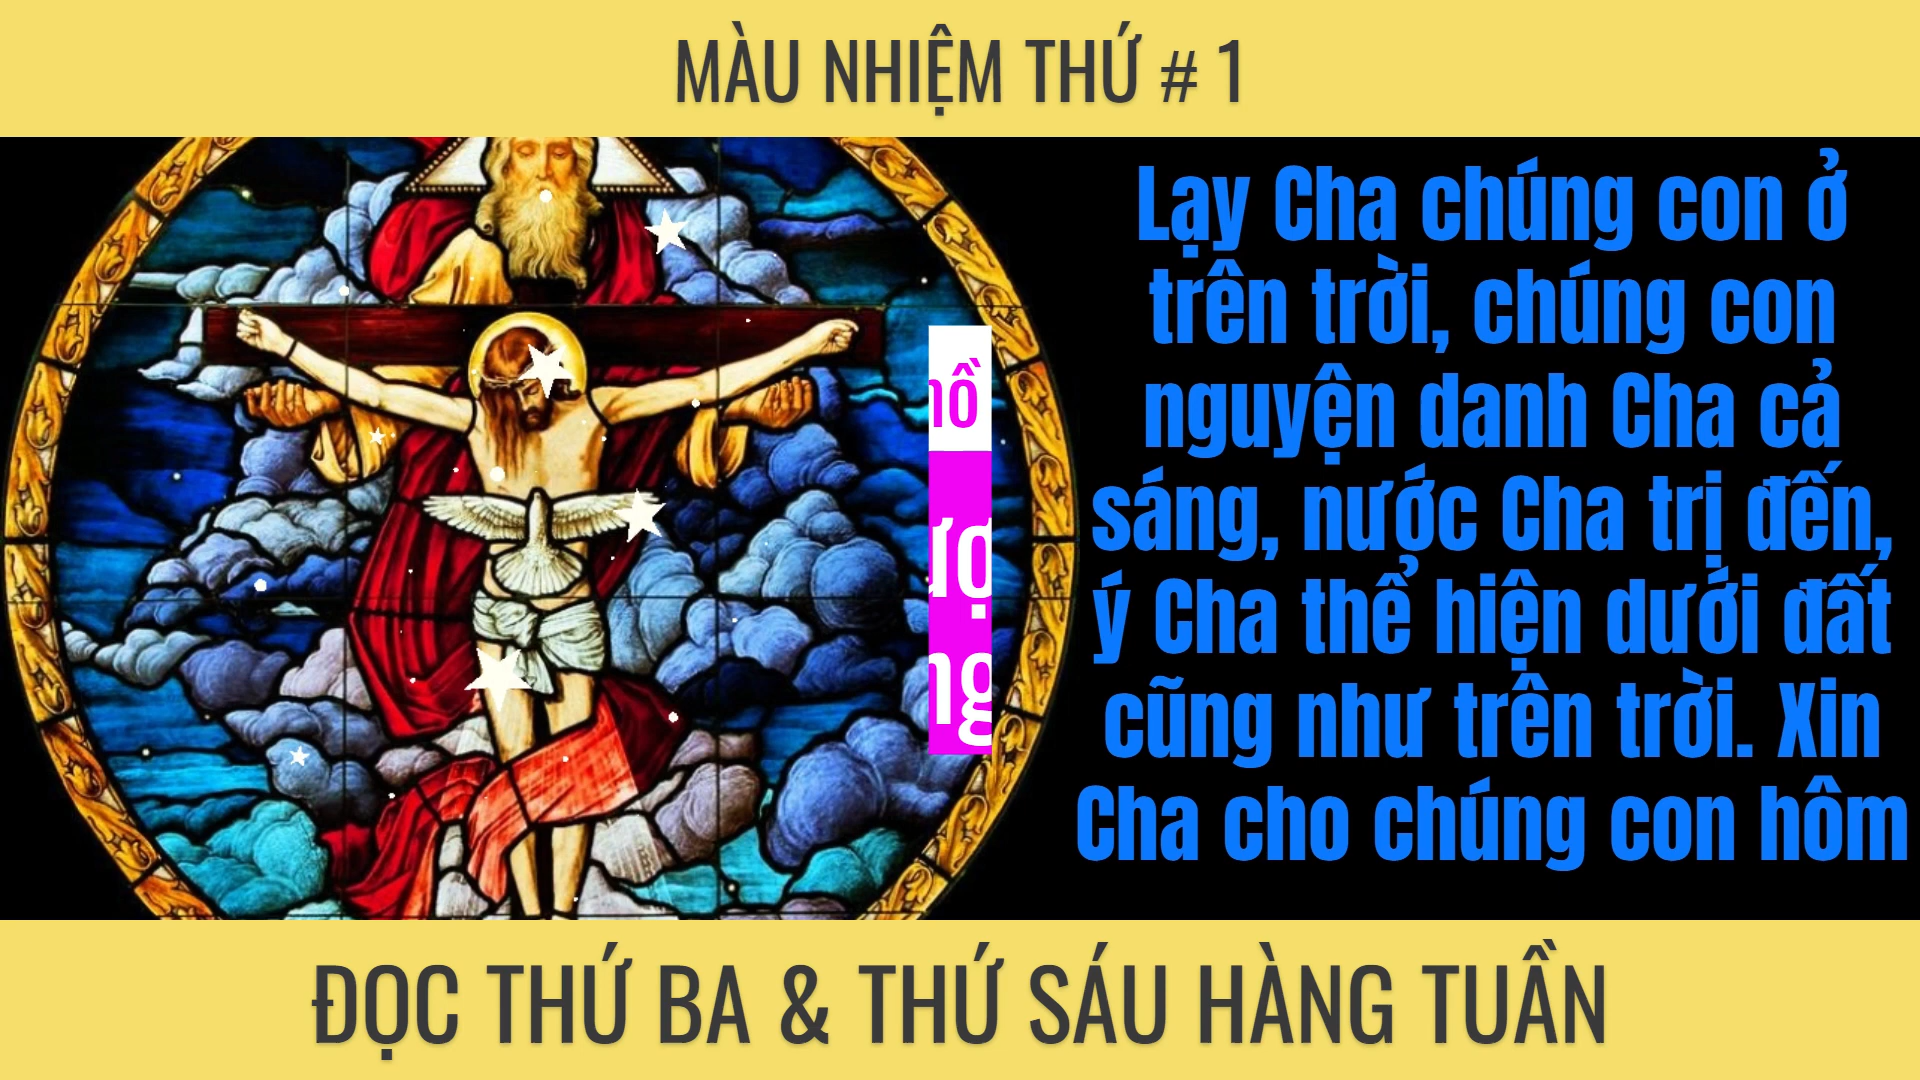 MÀU NHIỆM THỨ # 1
Lạy Cha chúng con ở
trên trời, chúng con
nguyện danh Cha cả
sáng, nước Cha trị đến,
ý Cha thể hiện dưới đất
cũng như trên trời. Xin
Cha cho chúng con hôm
ĐỌC THỨ BA & THỨ SÁU HÀNG TUẦN